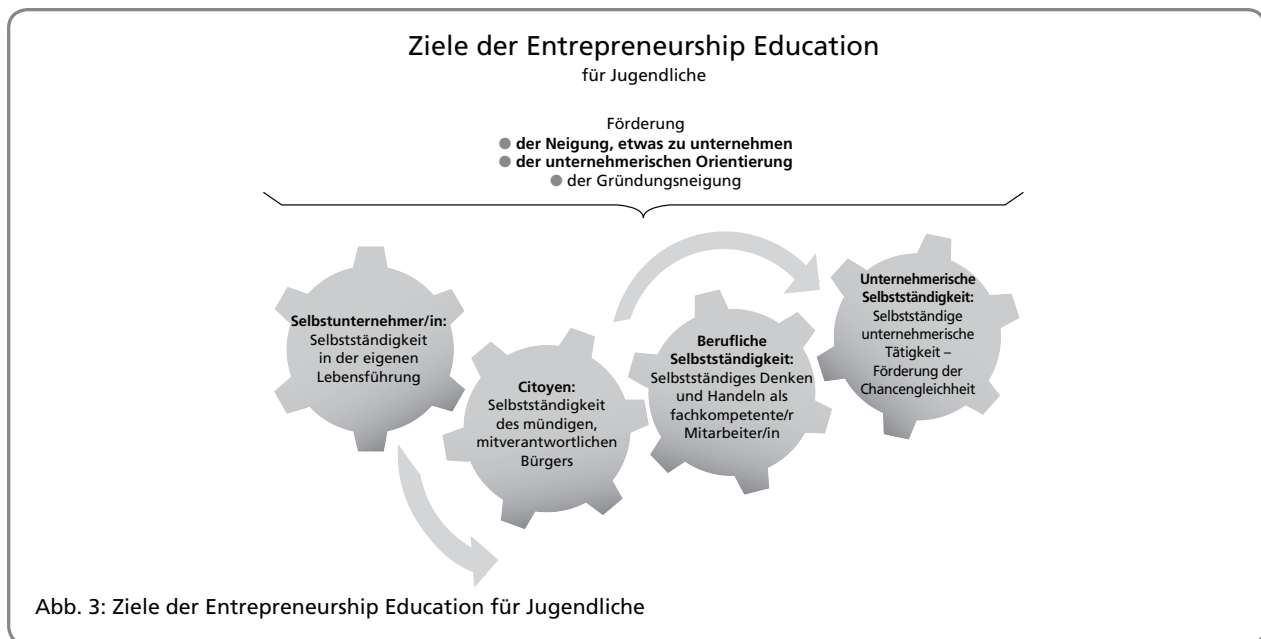 Ziele der Entrepreneurship Education
für Jugendliche
Förderung
● der Neigung, etwas zu unternehmen
● der unternehmerischen Orientierung
● der Gründungsneigung
Selbstunternehmer/in:
Selbstständigkeit
in der eigenen
Lebensführung
Citoyen:
Selbstständigkeit
des mündigen,
mitverantwortlichen
Bürgers
Berufliche
Selbstständigkeit:
Selbstständiges Denken
und Handeln als
fachkompetente/r
Mitarbeiter/in
Unternehmerische
Selbstständigkeit:
Selbstständige
unternehmerische
Tätigkeit –
Förderung der
Chancengleichheit
Abb. 3: Ziele der Entrepreneurship Education für Jugendliche